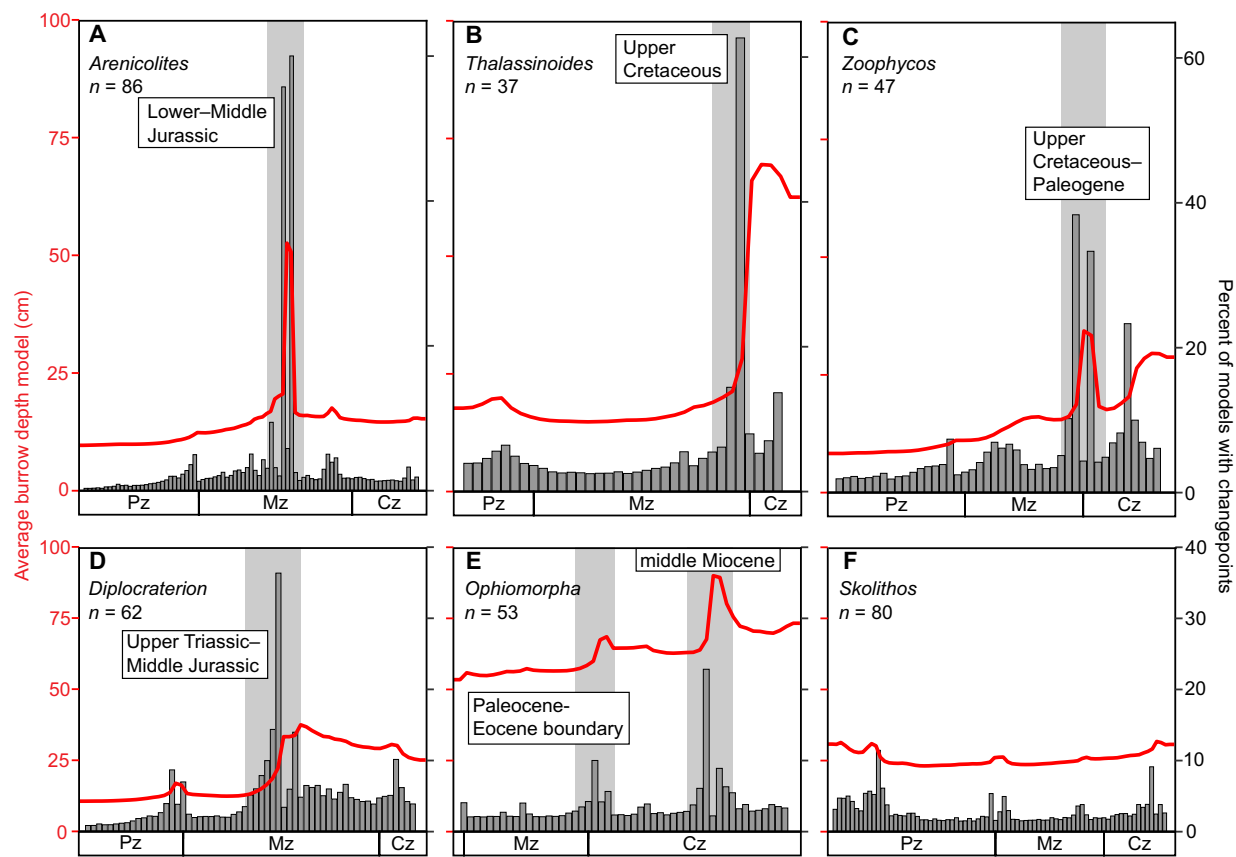 A
Arenicolites
n = 86
Lower–Middle
Jurassic
B
Thalassinoides
n = 37
Upper
Cretaceous
C
Zoophycos
n = 47
Upper
Cretaceous–
Paleogene
100
75
50
25
0
60
40
20
0
Pz Mz Cz
Pz Mz Cz
Pz Mz Cz
Average burrow depth model (cm)
Percent of models with changepoints
D
Diplocraterion
n = 62
Upper Triassic–
Middle Jurassic
E
Ophiomorpha
n = 53
middle Miocene
Paleocene-
Eocene boundary
F
Skolithos
n = 80
100
75
50
25
0
40
30
20
10
0
Pz Mz Cz
Mz Cz
Pz Mz Cz